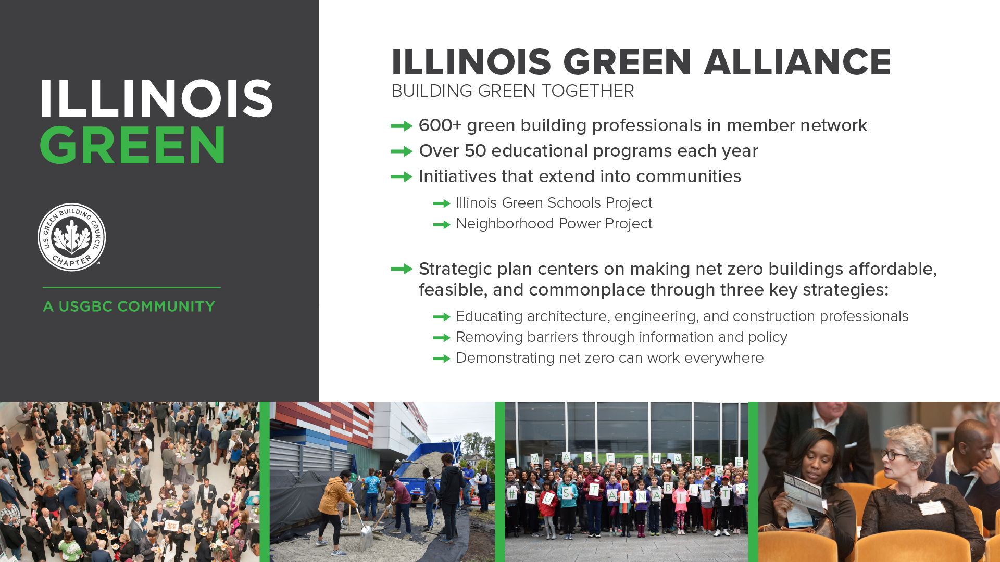 ILLINOIS
GREEN
U.S. GREEN BUILDING COUNCIL
CHAPTER
SM
A USGBC COMMUNITY
ILLINOIS GREEN ALLIANCE
BUILDING GREEN TOGETHER
600+ green building professionals in member network
Over 50 educational programs each year
Initiatives that extend into communities
Illinois Green Schools Project
Neighborhood Power Project
Strategic plan centers on making net zero buildings affordable,
feasible, and commonplace through three key strategies:
Educating architecture, engineering, and construction professionals
Removing barriers through information and policy
Demonstrating net zero can work everywhere
#MAKECHANGE
#SUSTAINABILITY